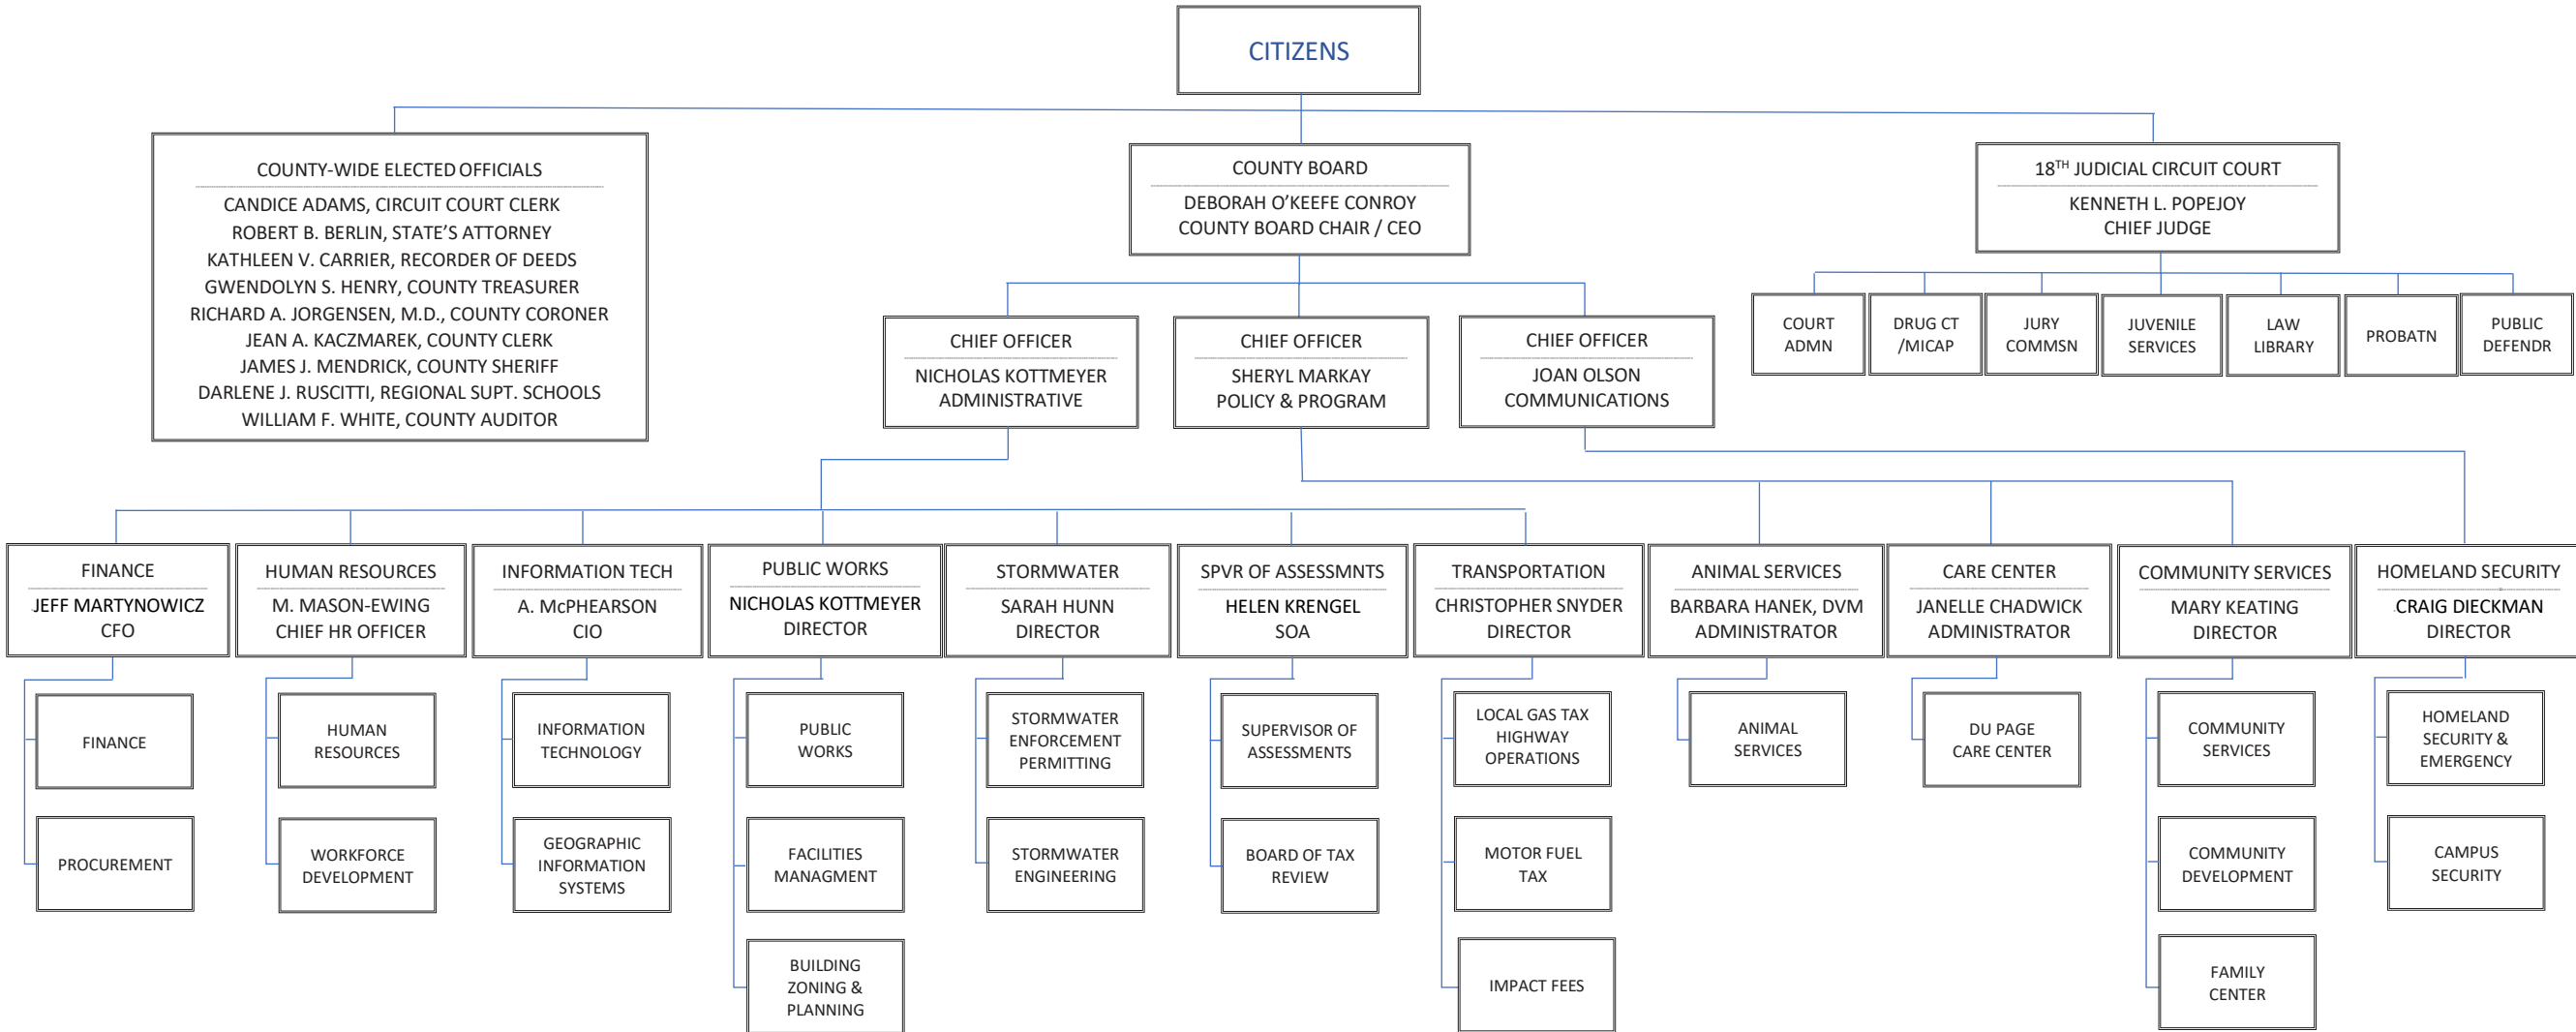 CITIZENS
COUNTY-WIDE ELECTED OFFICIALS
CANDICE ADAMS, CIRCUIT COURT CLERK
ROBERT B. BERLIN, STATE’S ATTORNEY
KATHLEEN V. CARRIER, RECORDER OF DEEDS
GWENDOLYN S. HENRY, COUNTY TREASURER
RICHARD A. JORGENSEN, M.D., COUNTY CORONER
JEAN A. KACZMAREK, COUNTY CLERK
JAMES J. MENDRICK, COUNTY SHERIFF
DARLENE J. RUSCITTI, REGIONAL SUPT. SCHOOLS
WILLIAM F. WHITE, COUNTY AUDITOR
COUNTY BOARD
DEBORAH O’KEEFE CONROY
COUNTY BOARD CHAIR / CEO
18TH JUDICIAL CIRCUIT COURT
KENNETH L. POPEJOY
CHIEF JUDGE
CHIEF OFFICER
NICHOLAS KOTTMEYER
ADMINISTRATIVE
CHIEF OFFICER
SHERYL MARKAY
POLICY & PROGRAM
CHIEF OFFICER
JOAN OLSON
COMMUNICATIONS
COURT
ADMN
DRUG CT
/MICAP
JURY
COMMSN
JUVENILE
SERVICES
LAW
LIBRARY
PROBATN
PUBLIC
DEFENDR
FINANCE
JEFF MARTYNOWICZ
CFO
HUMAN RESOURCES
M. MASON-EWING
CHIEF HR OFFICER
INFORMATION TECH
A. McPHEARSON
CIO
PUBLIC WORKS
NICHOLAS KOTTMEYER
DIRECTOR
STORMWATER
SARAH HUNN
DIRECTOR
SPVR OF ASSESSMNTS
HELEN KRENGEL
SOA
TRANSPORTATION
CHRISTOPHER SNYDER
DIRECTOR
ANIMAL SERVICES
BARBARA HANEK, DVM
ADMINISTRATOR
CARE CENTER
JANELLE CHADWICK
ADMINISTRATOR
COMMUNITY SERVICES
MARY KEATING
DIRECTOR
HOMELAND SECURITY
CRAIG DIECKMAN
DIRECTOR
FINANCE
HUMAN
RESOURCES
INFORMATION
TECHNOLOGY
PUBLIC
WORKS
STORMWATER
ENFORCEMENT
PERMITTING
SUPERVISOR OF
ASSESSMENTS
LOCAL GAS TAX
HIGHWAY
OPERATIONS
ANIMAL
SERVICES
DU PAGE
CARE CENTER
COMMUNITY
SERVICES
HOMELAND
SECURITY &
EMERGENCY
PROCUREMENT
WORKFORCE
DEVELOPMENT
GEOGRAPHIC
INFORMATION
SYSTEMS
FACILITIES
MANAGMENT
STORMWATER
ENGINEERING
BOARD OF TAX
REVIEW
MOTOR FUEL
TAX
COMMUNITY
DEVELOPMENT
CAMPUS
SECURITY
BUILDING
ZONING &
PLANNING
IMPACT FEES
FAMILY
CENTER